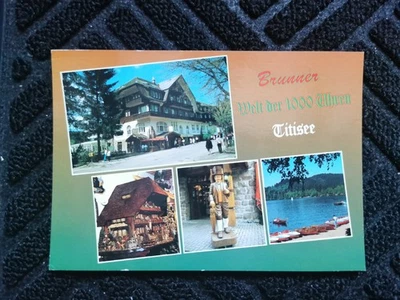 Brunner
Welt der 1000 Uhren
Titisee